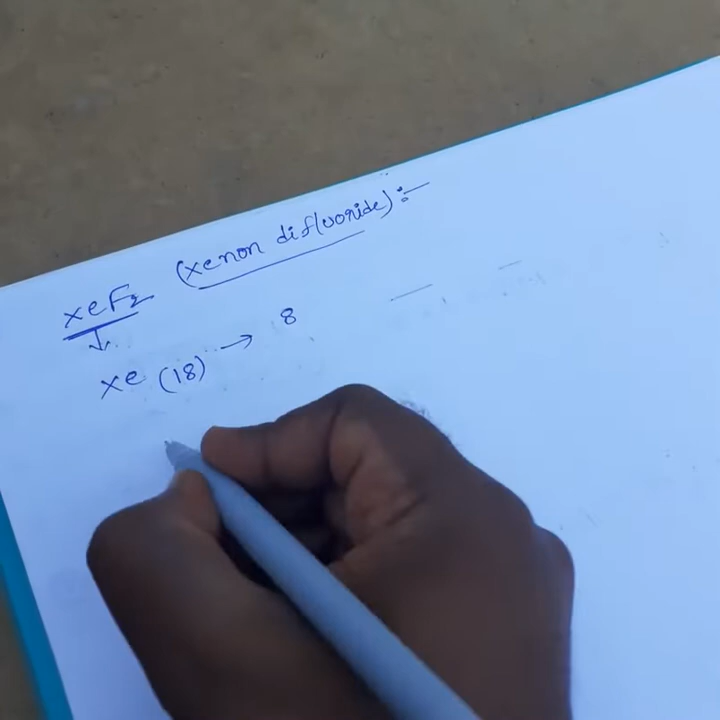 xeF2 (xenon difluoride):-
xe (18) → 8